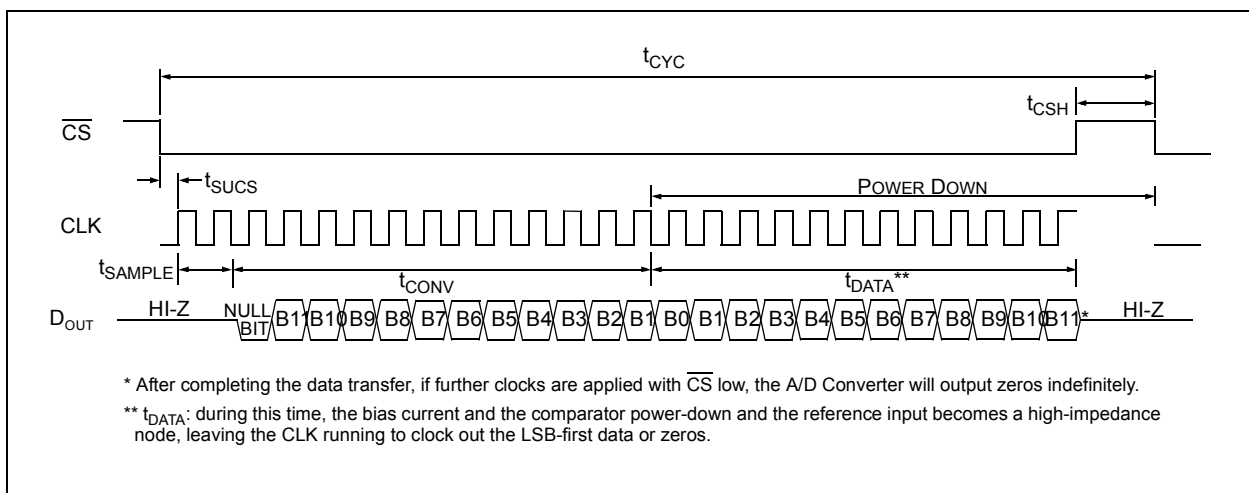 tCYC
tCSH
CS
tSUCS
POWER DOWN
CLK
tSAMPLE
tCONV
tDATA**
DOUT
HI-Z
NULL BIT B11 B10 B9 B8 B7 B6 B5 B4 B3 B2 B1 B0 B1 B2 B3 B4 B5 B6 B7 B8 B9 B10 B11*
HI-Z
* After completing the data transfer, if further clocks are applied with CS low, the A/D Converter will output zeros indefinitely.
** tDATA: during this time, the bias current and the comparator power-down and the reference input becomes a high-impedance
node, leaving the CLK running to clock out the LSB-first data or zeros.